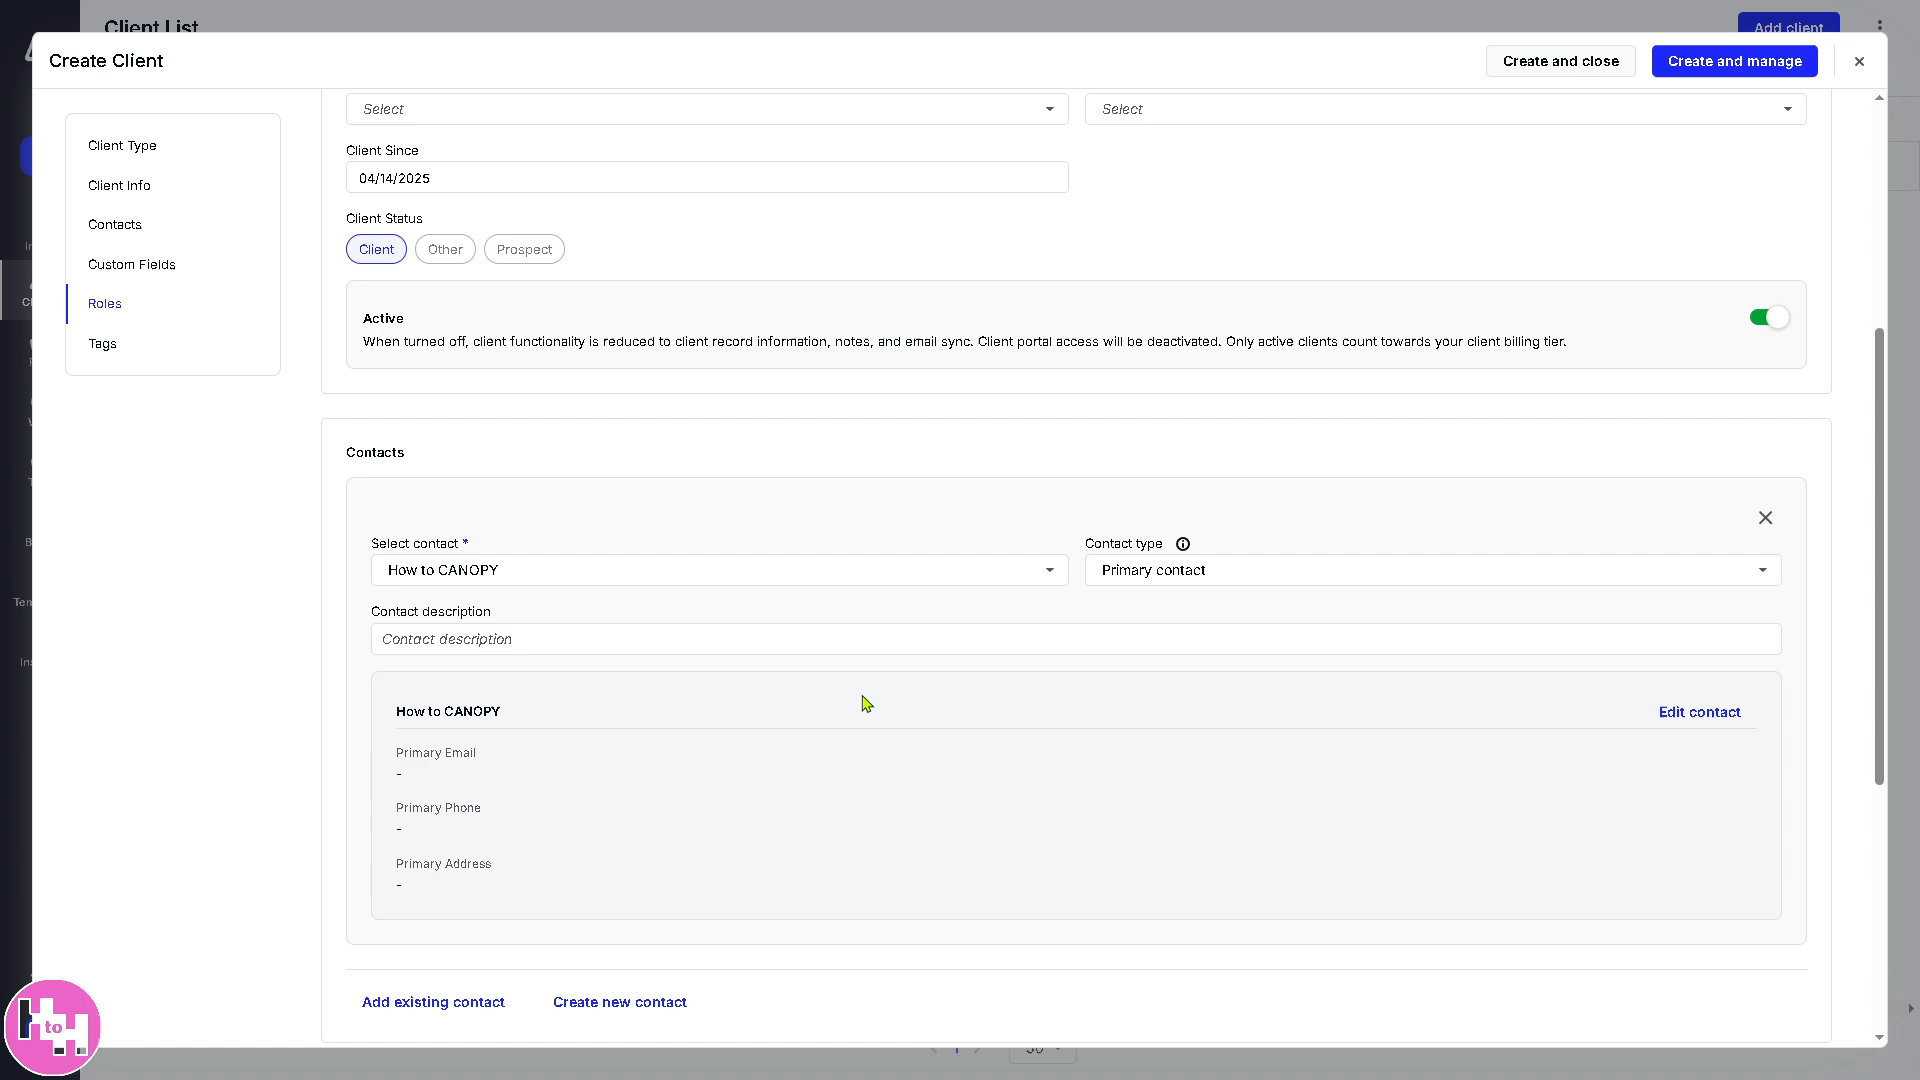 Client List
Add client
Create Client
Create and close
Create and manage
Client Type
Client Info
Contacts
Custom Fields
Roles
Tags
Select
Select
Client Since
04/14/2025
Client Status
Client
Other
Prospect
Active
When turned off, client functionality is reduced to client record information, notes, and email sync. Client portal access will be deactivated. Only active clients count towards your client billing tier.
Contacts
Select contact *
Contact type
How to CANOPY
Primary contact
Contact description
Contact description
How to CANOPY
Edit contact
Primary Email
-
Primary Phone
-
Primary Address
-
Add existing contact
Create new contact
H to H